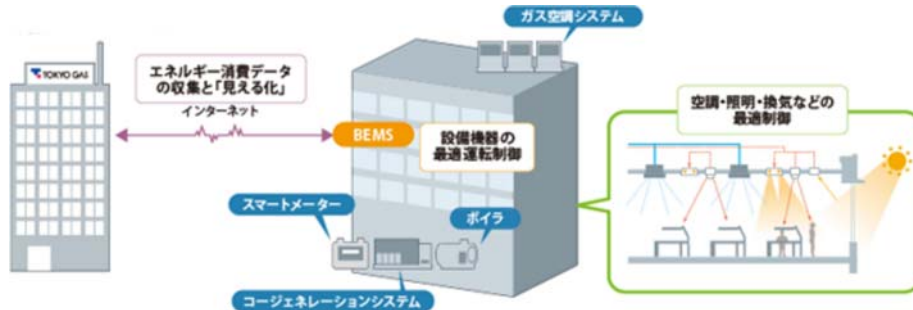 ガス空調システム
TOKYO GAS
エネルギー消費データ
の収集と「見える化」
インターネット
BEMS
設備機器の
最適運転制御
空調・照明・換気などの
最適制御
スマートメーター
ボイラ
コージェネレーションシステム